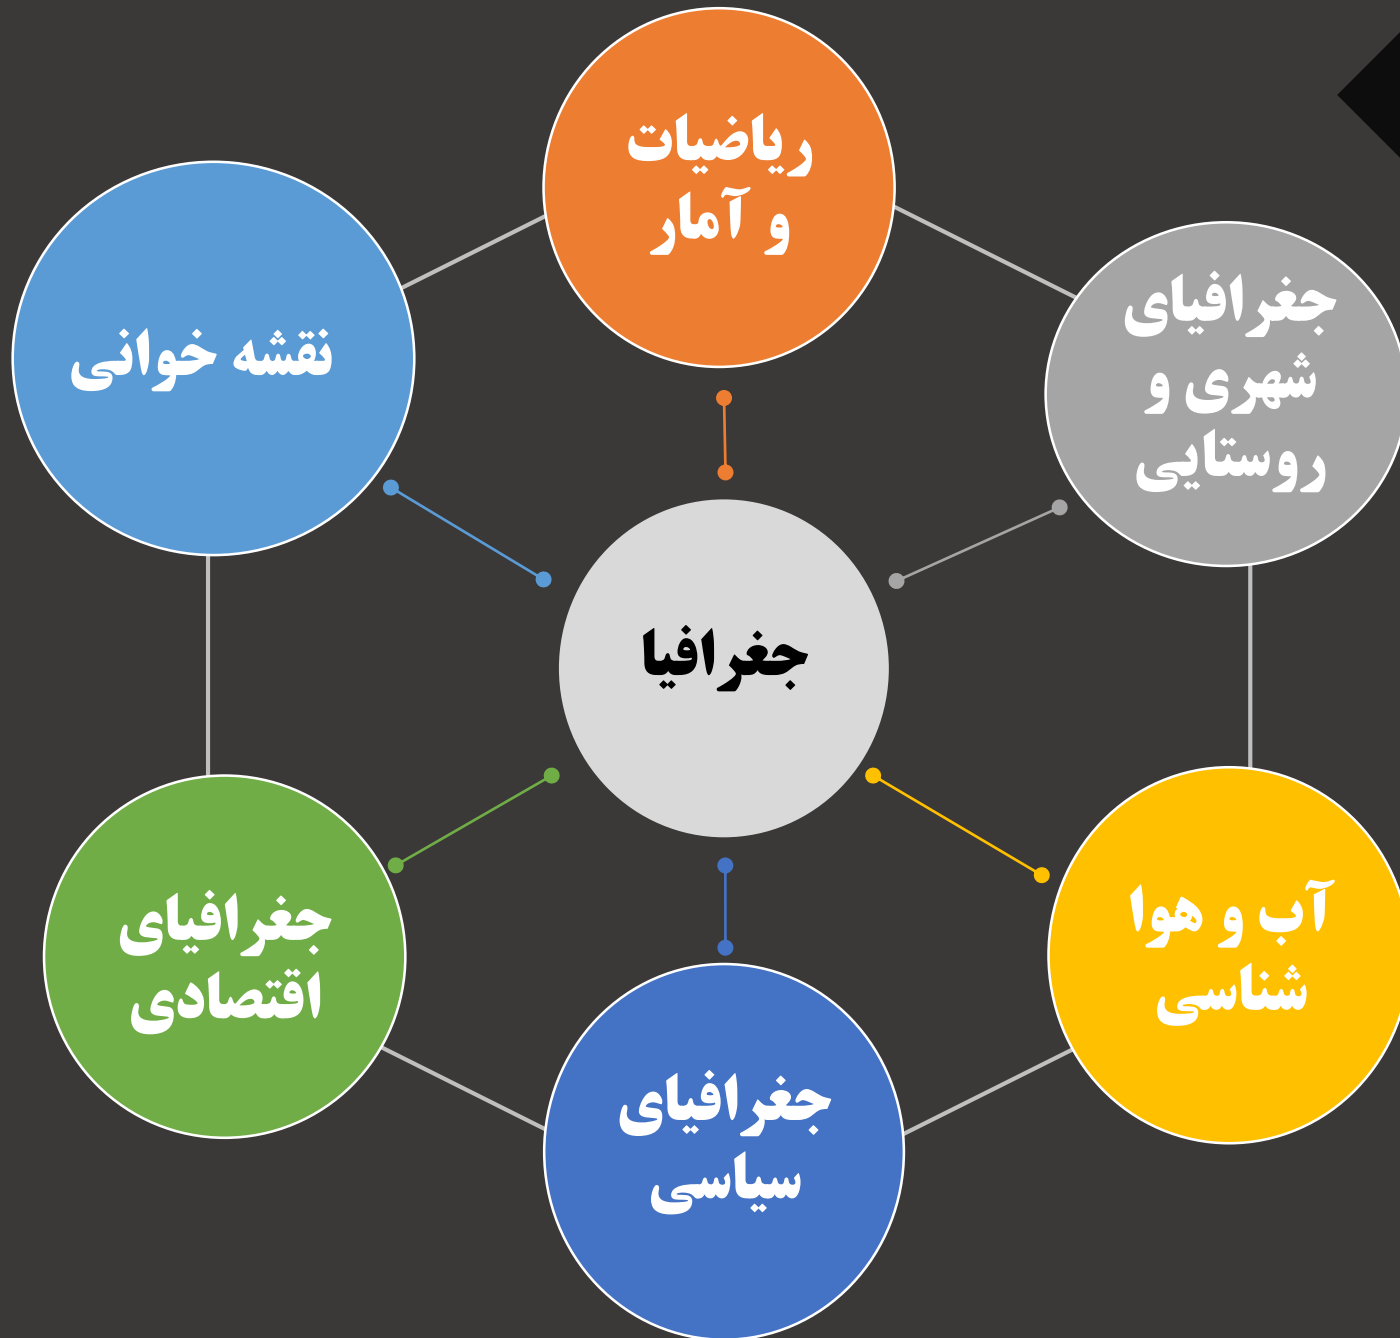 ریاضیات
و آمار
جغرافیای
شهری و
روستایی
نقشه خوانی
جغرافیا
آب و هوا
شناسی
جغرافیای
اقتصادی
جغرافیای
سیاسی